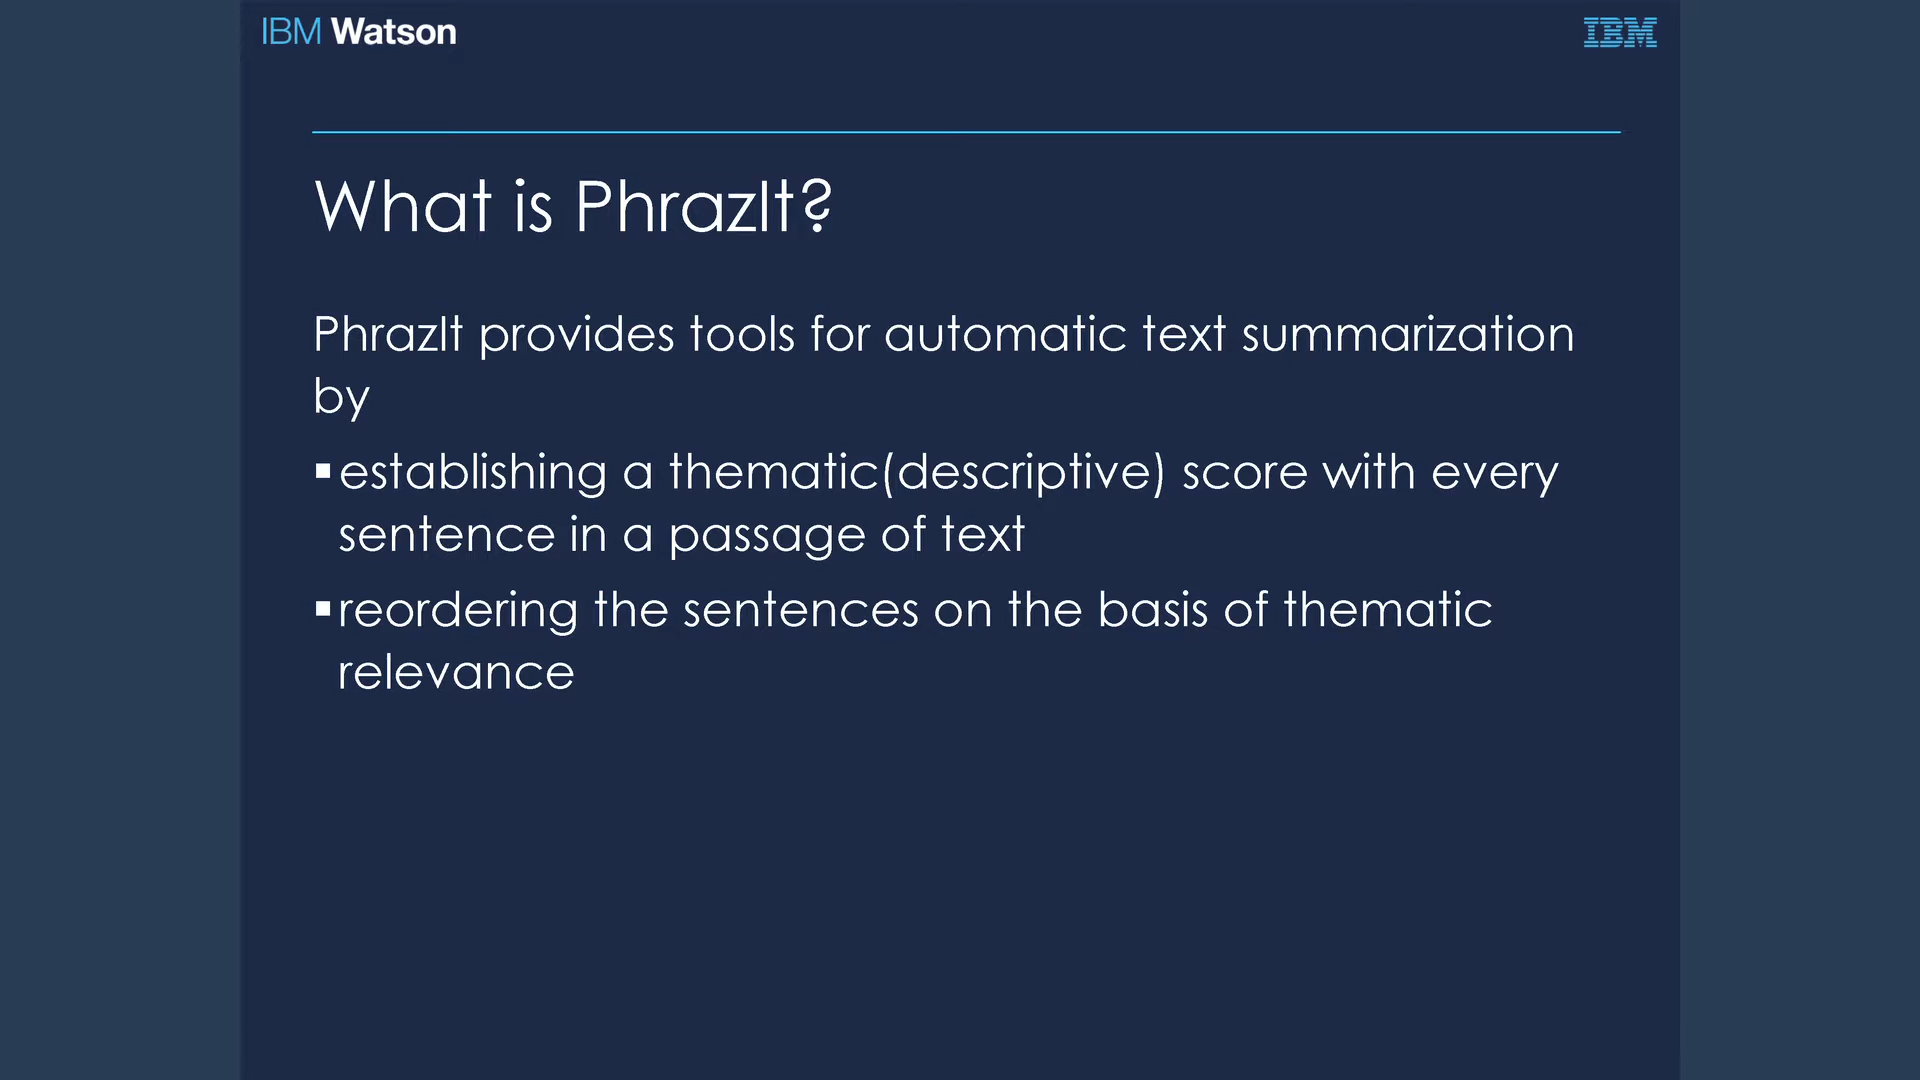 IBM Watson
IBM
What is PhrazIt?
PhrazIt provides tools for automatic text summarization
by
▪establishing a thematic(descriptive) score with every
sentence in a passage of text
▪reordering the sentences on the basis of thematic
relevance